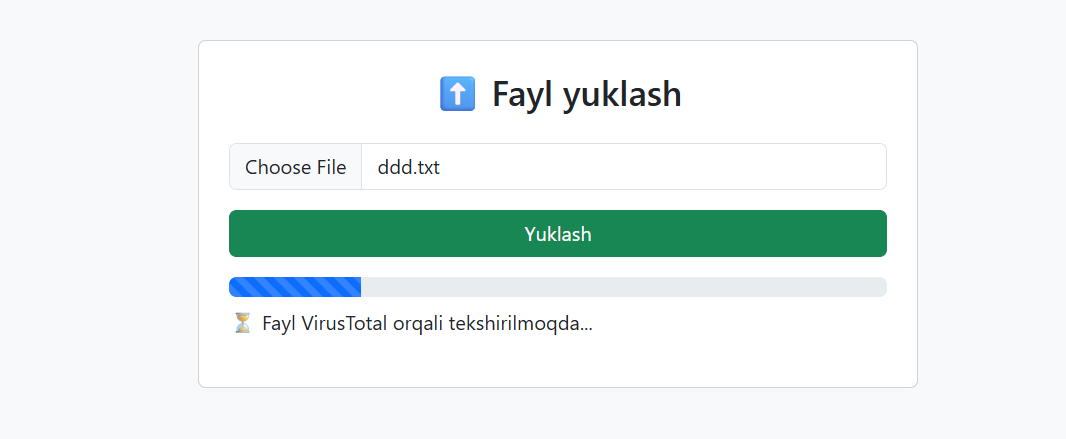 ⬆️ Fayl yuklash
Choose File ddd.txt
Yuklash
⏳ Fayl VirusTotal orqali tekshirilmoqda...